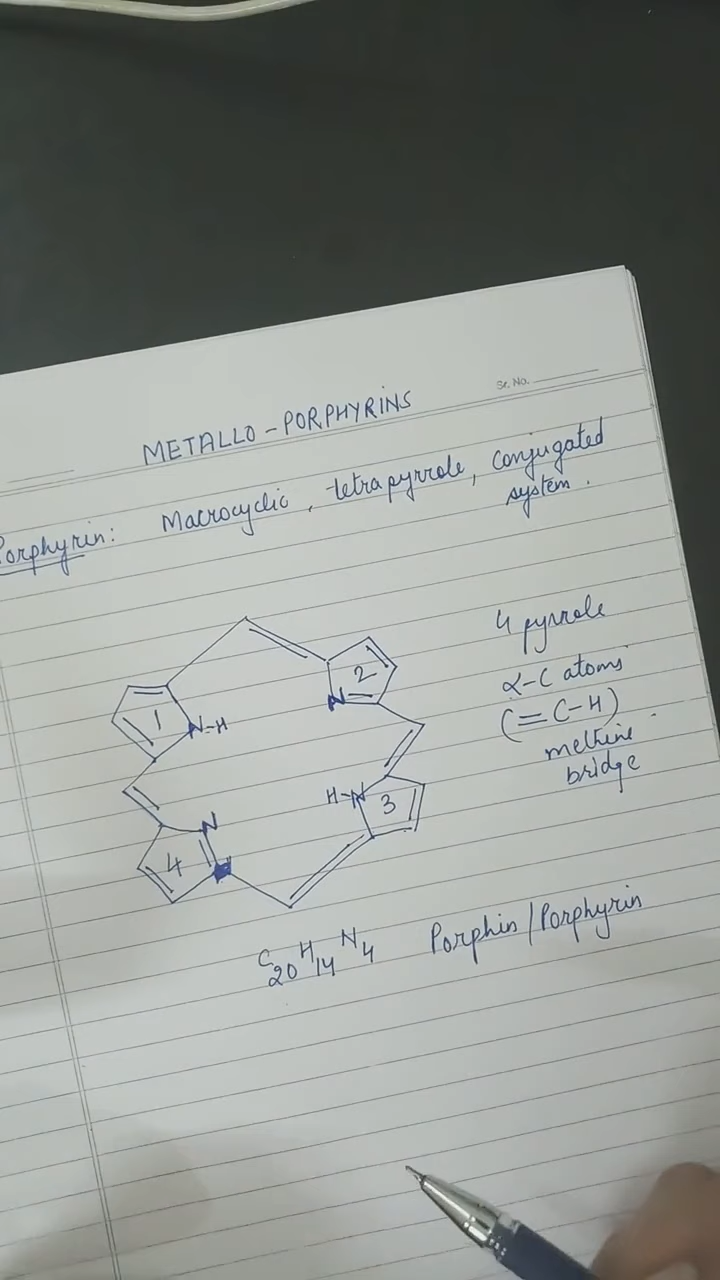 Sr. No.
METALLO-PORPHYRINS
Porphyrin: Macrocyclic, tetrapyrrole, conjugated
system.
4 pyrrole
α-C atoms
(=C-H)
methine
bridge
1
2
N-H
N
H-N
3
N
4
C20H14N4 Porphin/Porphyrin